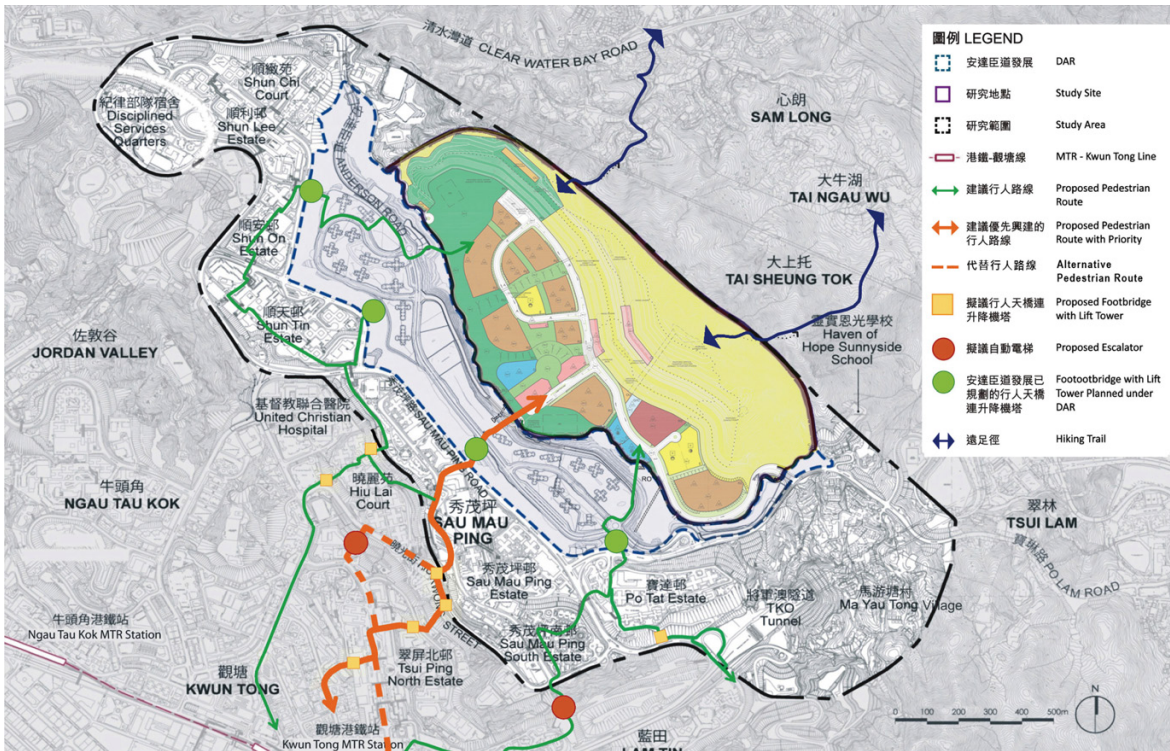 清水灣道 CLEAR WATER BAY ROAD
順緻苑
Shun Chi
Court
紀律部隊宿舍
Disciplined
Services
Quarters
順利邨
Shun Lee
Estate
安達臣道 ANDERSON ROAD
心朗
SAM LONG
大牛湖
TAI NGAU WU
順安邨
Shun On
Estate
大上托
TAI SHEUNG TOK
順天邨
Shun Tin
Estate
佐敦谷
JORDAN VALLEY
靈實恩光學校
Haven of
Hope Sunnyside
School
基督教聯合醫院
United Christian
Hospital
秀茂坪路 SAU MAU PING ROAD
牛頭角
NGAU TAU KOK
曉麗苑
Hiu Lai
Court
秀茂坪
SAU MAU
PING
翠林
TSUI LAM
寶琳路 PO LAM ROAD
秀茂坪邨
Sau Mau Ping
Estate
寶達邨
Po Tat Estate
將軍澳隧道
TKO
Tunnel
馬游塘村
Ma Yau Tong Village
牛頭角港鐵站
Ngau Tau Kok MTR Station
秀茂坪南邨
Sau Mau Ping
South Estate
翠屏北邨
Tsui Ping
North Estate
觀塘
KWUN TONG
觀塘港鐵站
Kwun Tong MTR Station
藍田
LAM TIN
圖例 LEGEND
安達臣道發展 DAR
研究地點 Study Site
研究範圍 Study Area
港鐵-觀塘線 MTR - Kwun Tong Line
建議行人路線 Proposed Pedestrian
Route
建議優先興建的 Proposed Pedestrian
行人路線 Route with Priority
代替行人路線 Alternative
Pedestrian Route
擬議行人天橋連 Proposed Footbridge
升降機塔 with Lift Tower
擬議自動電梯 Proposed Escalator
安達臣道發展已 Footootbridge with Lift
規劃的行人天橋 Tower Planned under
連升降機塔 DAR
遠足徑 Hiking Trail
N
0 100 200 300 400 500m